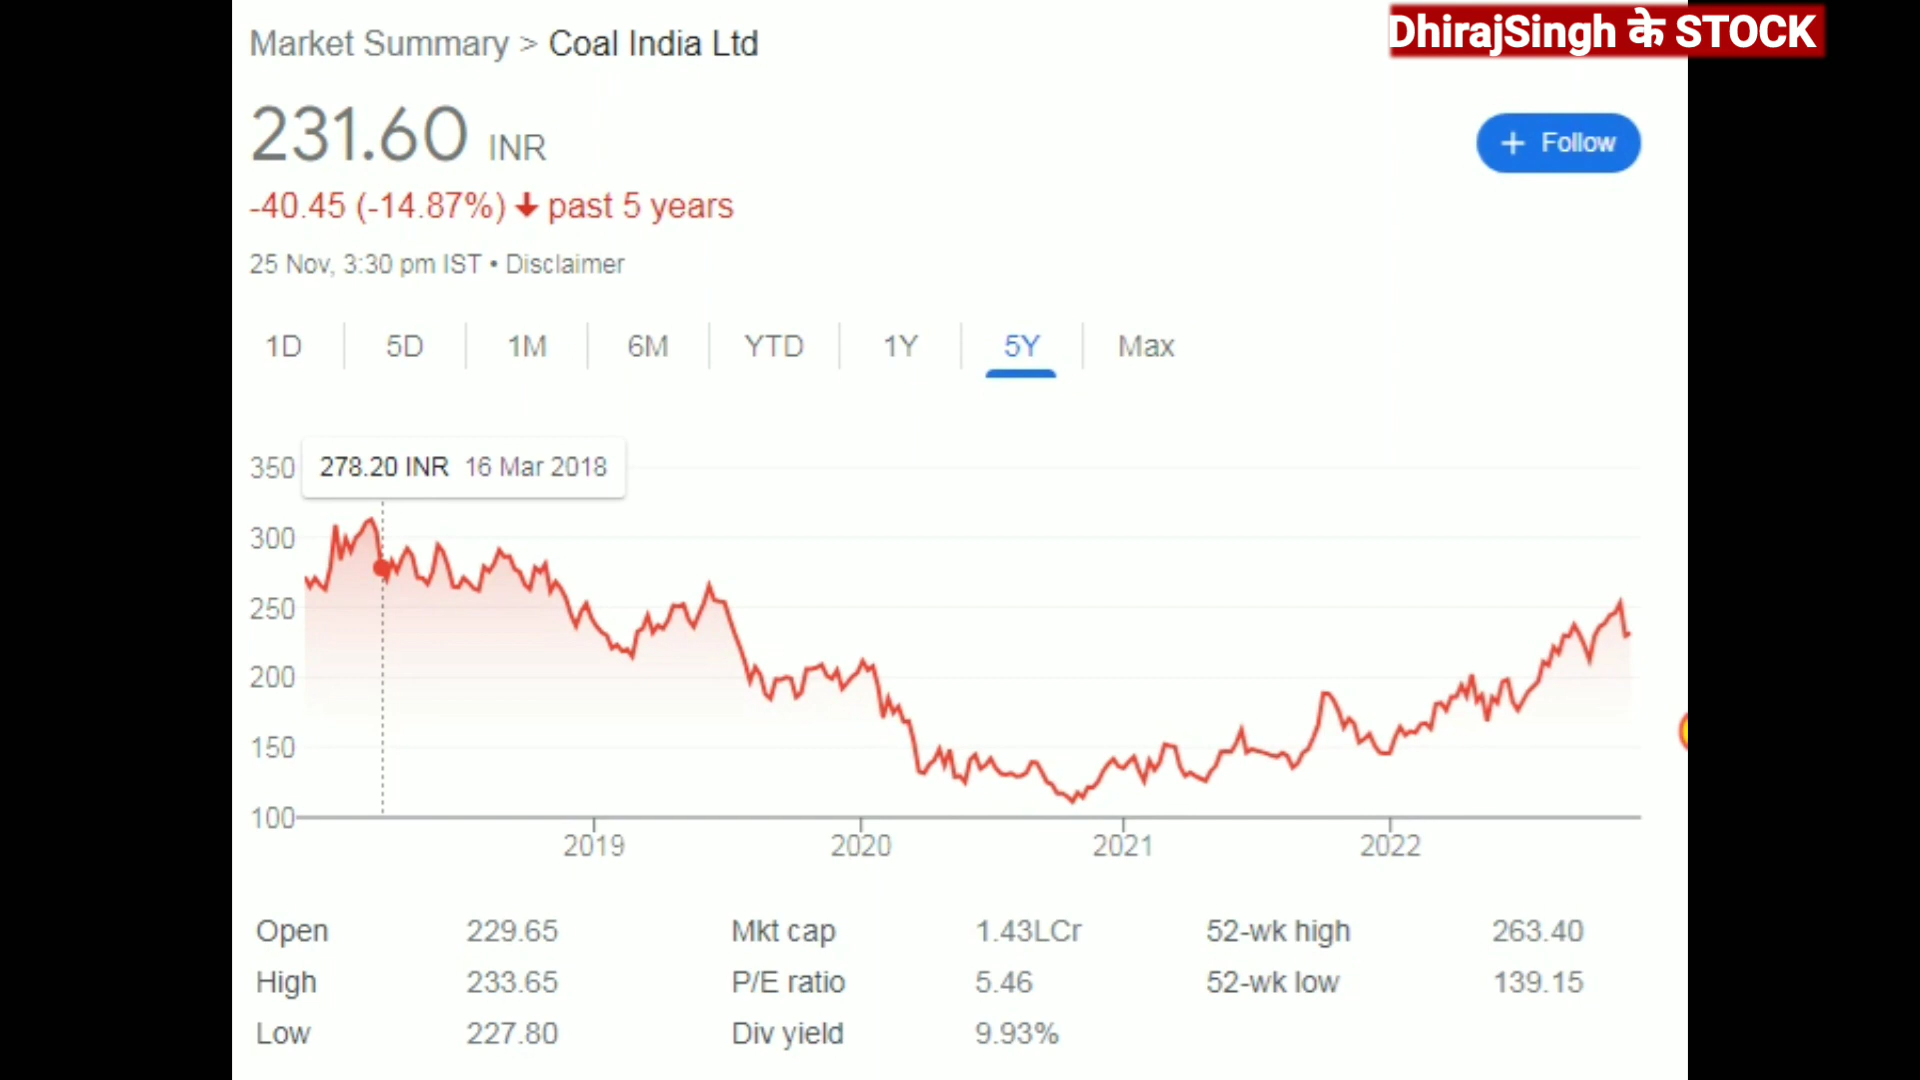 DhirajSingh के STOCK
Market Summary > Coal India Ltd
231.60 INR
+ Follow
-40.45 (-14.87%) ↓ past 5 years
25 Nov, 3:30 pm IST • Disclaimer
1D 5D 1M 6M YTD 1Y 5Y Max
278.20 INR 16 Mar 2018
350
300
250
200
150
100
2019 2020 2021 2022
Open 229.65 Mkt cap 1.43LCr 52-wk high 263.40
High 233.65 P/E ratio 5.46 52-wk low 139.15
Low 227.80 Div yield 9.93%